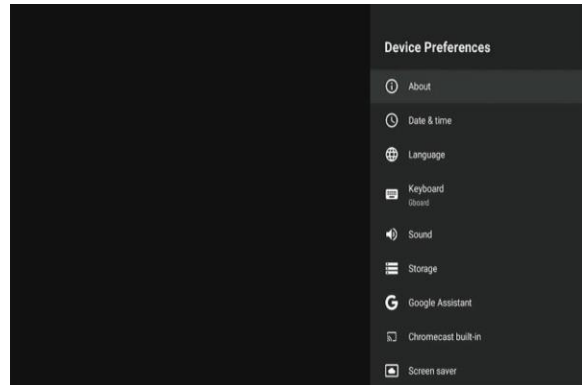 Device Preferences
About
Date & time
Language
Keyboard
Gboard
Sound
Storage
Google Assistant
Chromecast built-in
Screen saver